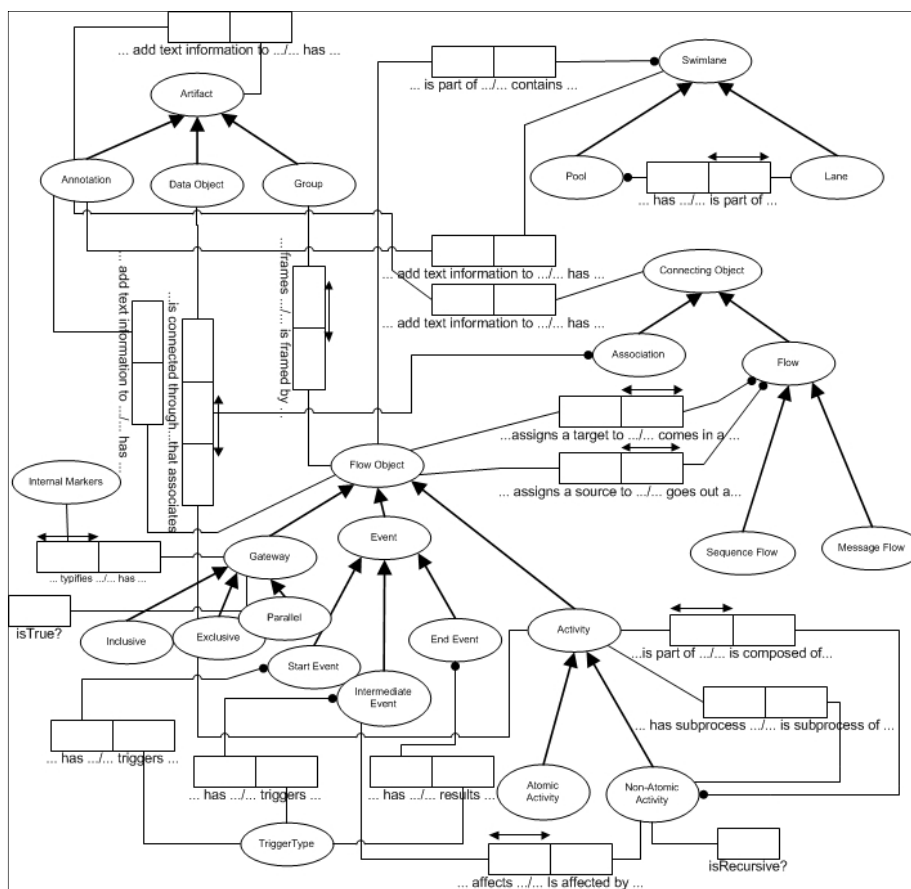 ... add text information to .../... has ...
... is part of .../... contains ...
Swimlane
Artifact
Annotation
Data Object
Group
Pool
Lane
... has .../... is part of ...
... add text information to .../... has ...
Connecting Object
... add text information to .../... has ...
... add text information to .../... has ...
...is connected through...that associates
...frames .../... is framed by ...
Association
Flow
...assigns a target to .../... comes in a ...
Flow Object
Internal Markers
... assigns a source to .../... goes out a...
Gateway
Event
Sequence Flow
Message Flow
... typifies .../... has ...
isTrue?
Inclusive
Exclusive
Parallel
Start Event
End Event
Activity
...is part of .../... is composed of...
Intermediate
Event
... has subprocess .../... is subprocess of ...
... has .../... triggers ...
... has .../... triggers ...
... has .../... results ...
Atomic
Activity
Non-Atomic
Activity
TriggerType
isRecursive?
... affects .../... Is affected by ...